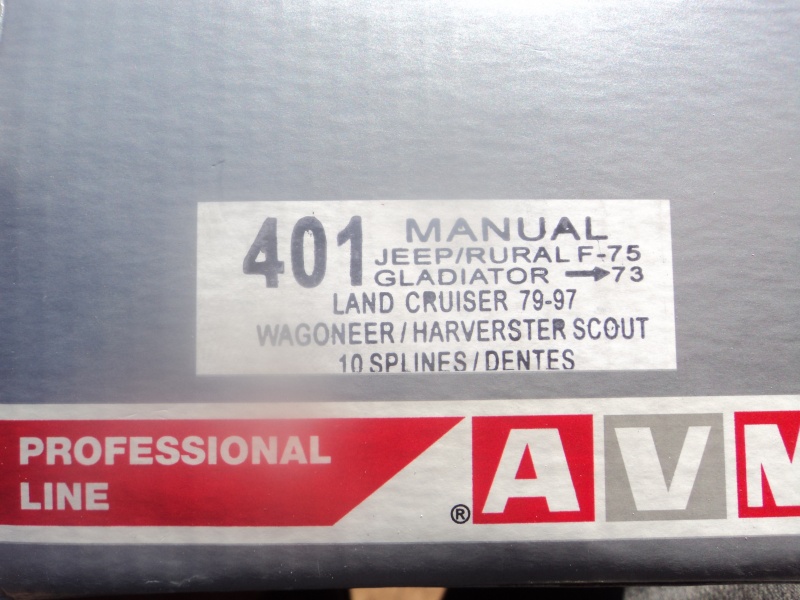 401 MANUAL
JEEP/RURAL F-75
GLADIATOR →73
LAND CRUISER 79-97
WAGONEER/HARVERSTER SCOUT
10 SPLINES/DENTES
PROFESSIONAL
LINE
® AVM